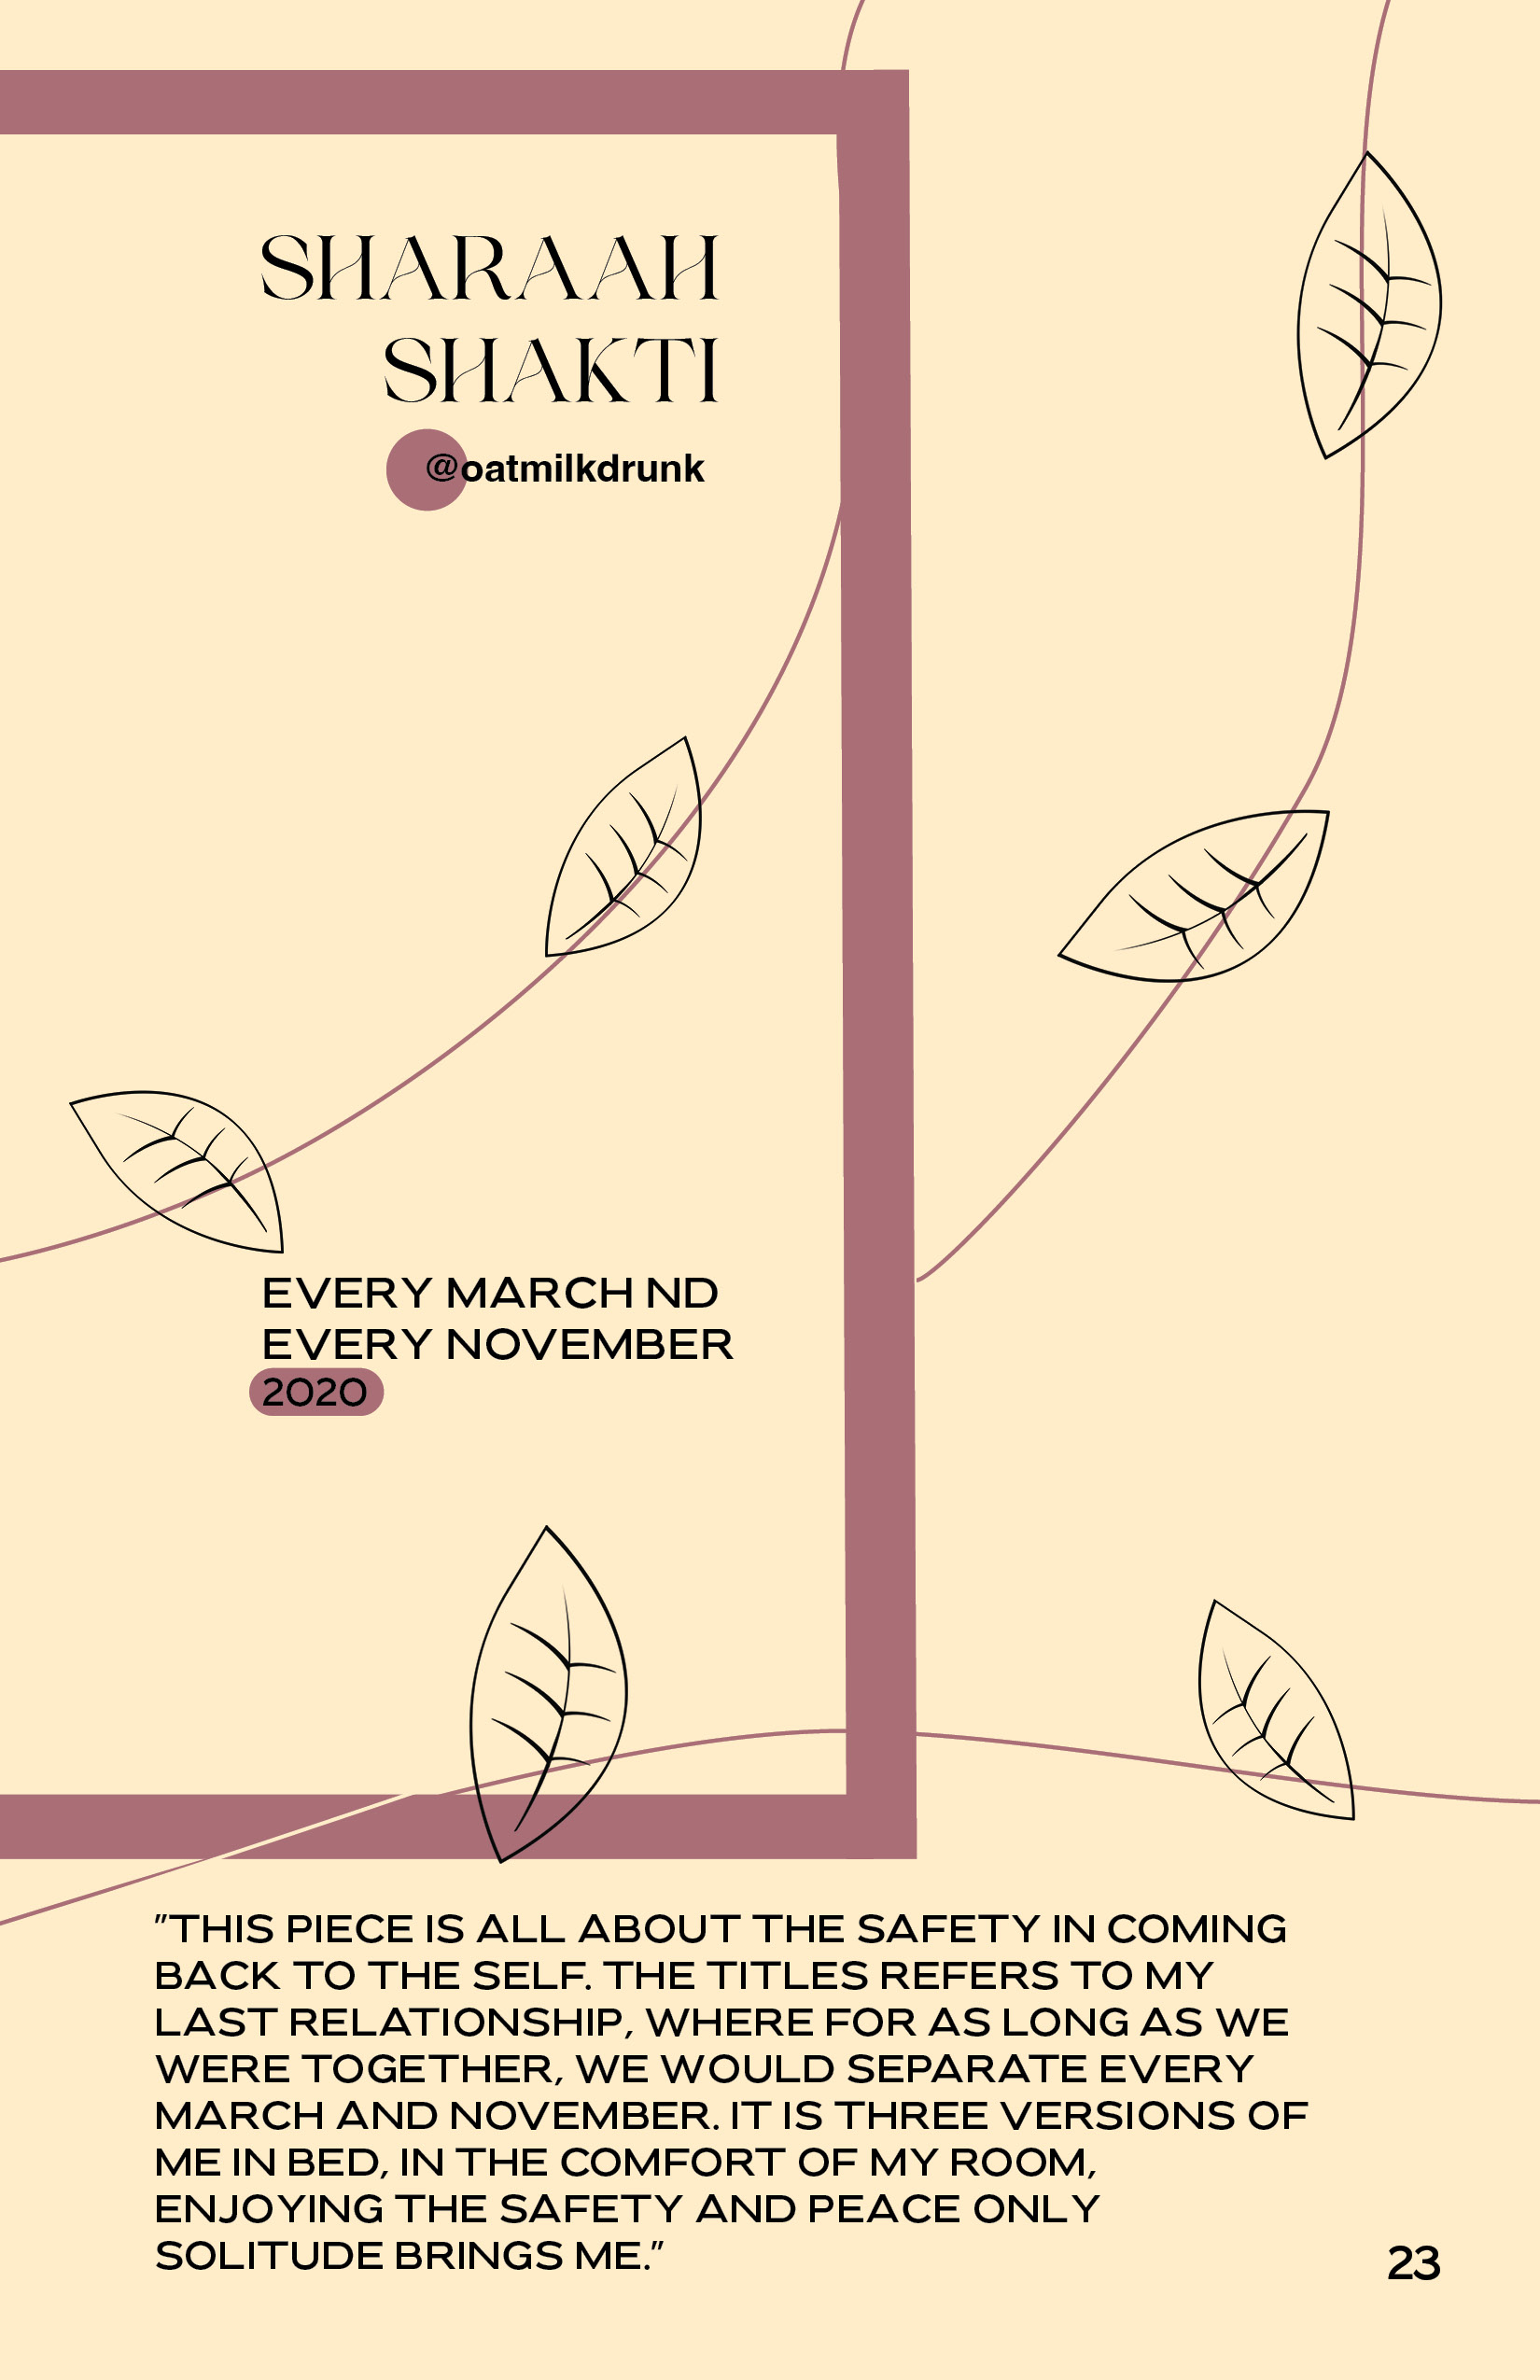 SHARAAH
SHAKTI
@oatmilkdrunk
EVERY MARCH ND
EVERY NOVEMBER
2020
"THIS PIECE IS ALL ABOUT THE SAFETY IN COMING
BACK TO THE SELF. THE TITLES REFERS TO MY
LAST RELATIONSHIP, WHERE FOR AS LONG AS WE
WERE TOGETHER, WE WOULD SEPARATE EVERY
MARCH AND NOVEMBER. IT IS THREE VERSIONS OF
ME IN BED, IN THE COMFORT OF MY ROOM,
ENJOYING THE SAFETY AND PEACE ONLY
SOLITUDE BRINGS ME."
23